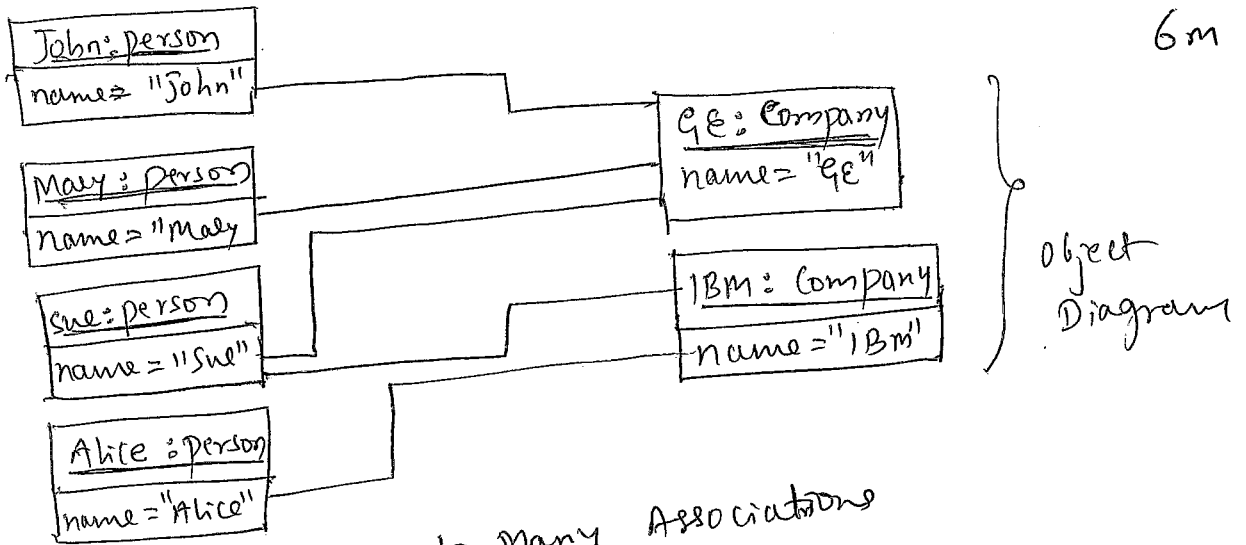 6m
John: person
name= "John"
GE: Company
name= "GE"
Mary: person
name= "Mary
Sue: person
name= "Sue"
IBM: Company
name= "IBM"
Object
Diagram
Alice: person
name= "Alice"
to Many Associations